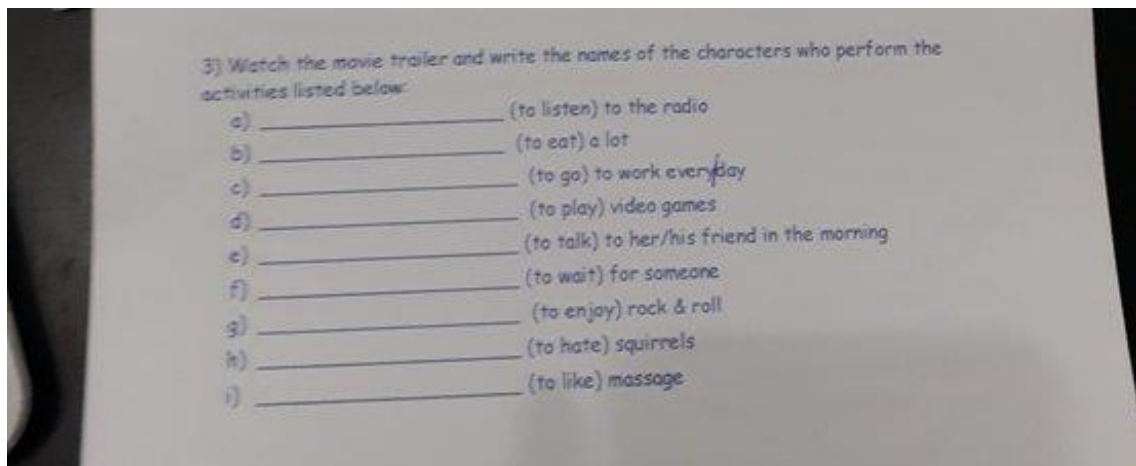 3) Watch the movie trailer and write the names of the characters who perform the
activities listed below:
a) ____________________ (to listen) to the radio
b) ____________________ (to eat) a lot
c) ____________________ (to go) to work everyday
d) ____________________ (to play) video games
e) ____________________ (to talk) to her/his friend in the morning
f) ____________________ (to wait) for someone
g) ____________________ (to enjoy) rock & roll
h) ____________________ (to hate) squirrels
i) ____________________ (to like) massage